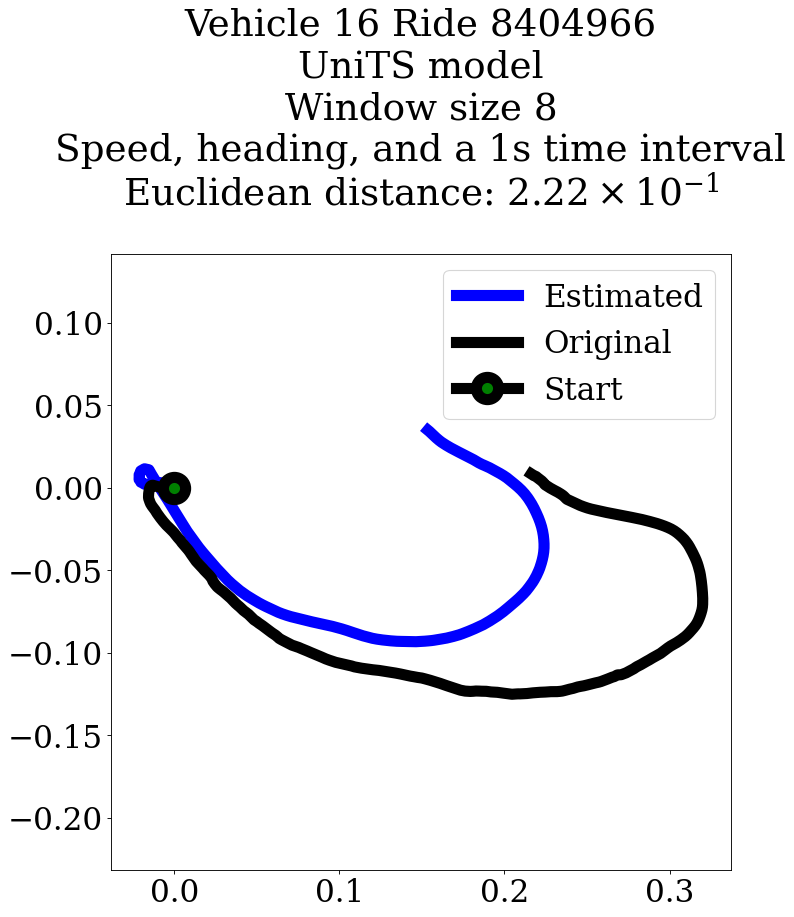 Vehicle 16 Ride 8404966
UniTS model
Window size 8
Speed, heading, and a 1s time interval
Euclidean distance: 2.22 × 10⁻¹
Estimated
Original
Start
0.10
0.05
0.00
−0.05
−0.10
−0.15
−0.20
0.0 0.1 0.2 0.3